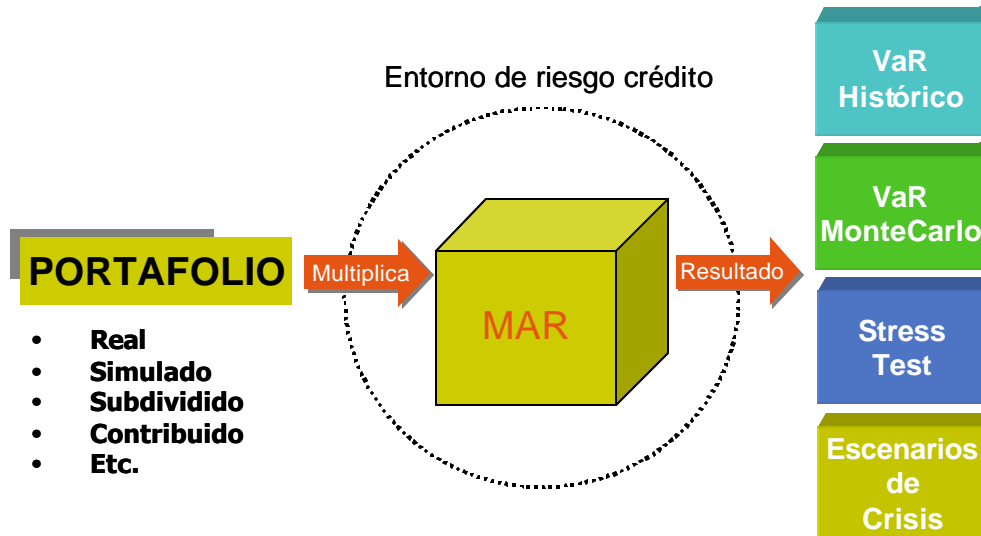 Entorno de riesgo crédito
PORTAFOLIO
• Real
• Simulado
• Subdividido
• Contribuido
• Etc.
Multiplica
MAR
Resultado
VaR
Histórico
VaR
MonteCarlo
Stress
Test
Escenarios
de
Crisis